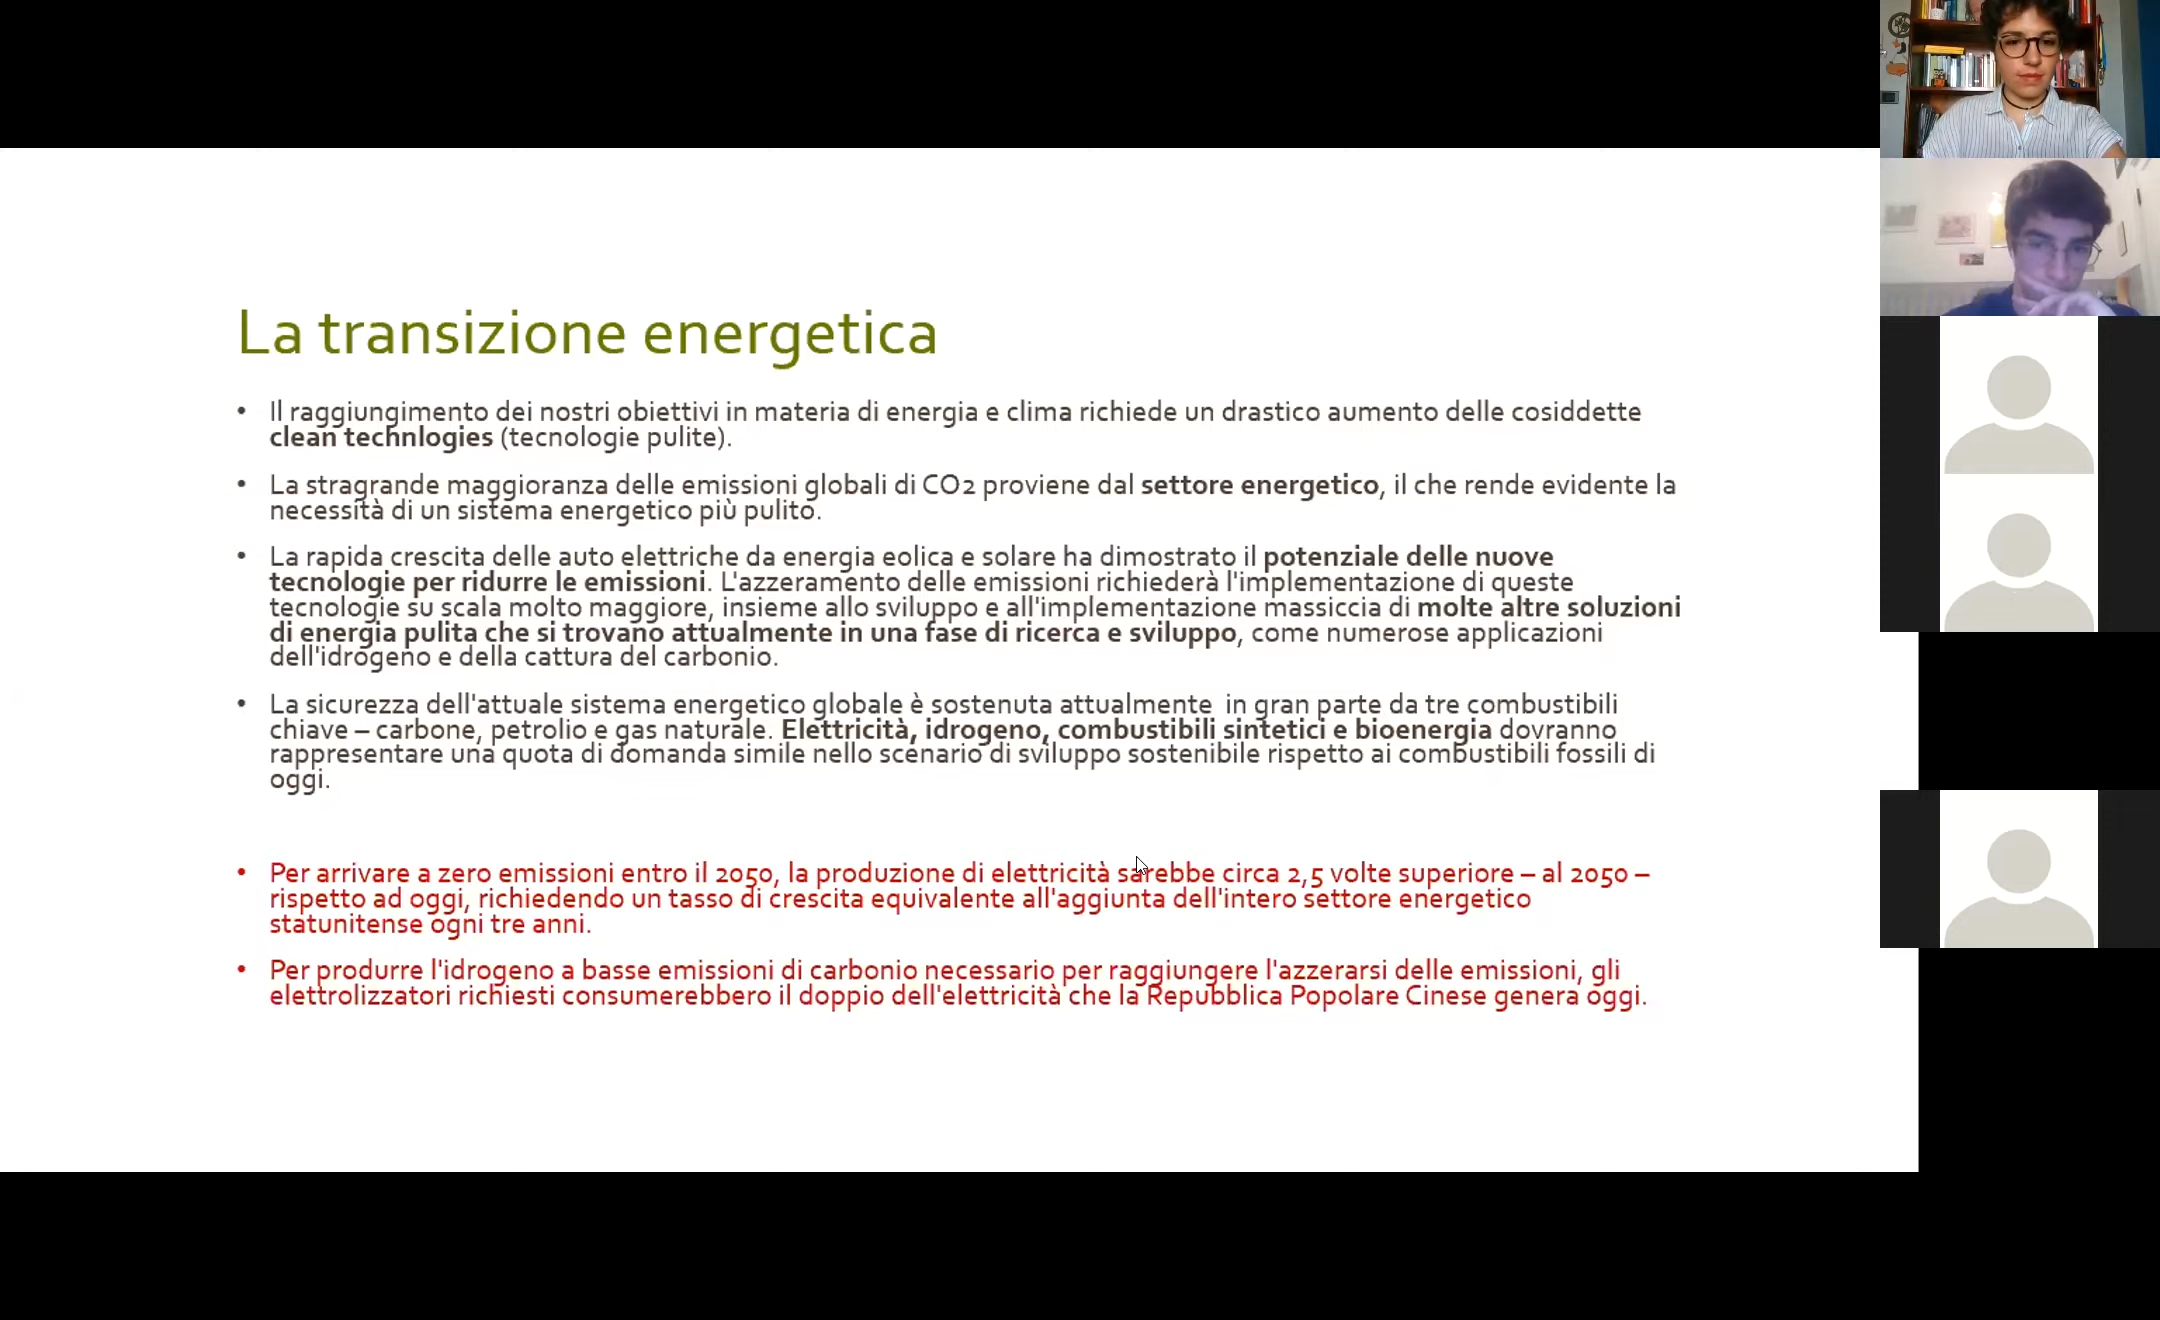 La transizione energetica
• Il raggiungimento dei nostri obiettivi in materia di energia e clima richiede un drastico aumento delle cosiddette
clean technlogies (tecnologie pulite).
• La stragrande maggioranza delle emissioni globali di CO2 proviene dal settore energetico, il che rende evidente la
necessità di un sistema energetico più pulito.
• La rapida crescita delle auto elettriche da energia eolica e solare ha dimostrato il potenziale delle nuove
tecnologie per ridurre le emissioni. L'azzeramento delle emissioni richiederà l'implementazione di queste
tecnologie su scala molto maggiore, insieme allo sviluppo e all'implementazione massiccia di molte altre soluzioni
di energia pulita che si trovano attualmente in una fase di ricerca e sviluppo, come numerose applicazioni
dell'idrogeno e della cattura del carbonio.
• La sicurezza dell'attuale sistema energetico globale è sostenuta attualmente in gran parte da tre combustibili
chiave – carbone, petrolio e gas naturale. Elettricità, idrogeno, combustibili sintetici e bioenergia dovranno
rappresentare una quota di domanda simile nello scenario di sviluppo sostenibile rispetto ai combustibili fossili di
oggi.
• Per arrivare a zero emissioni entro il 2050, la produzione di elettricità sarebbe circa 2,5 volte superiore – al 2050 –
rispetto ad oggi, richiedendo un tasso di crescita equivalente all'aggiunta dell'intero settore energetico
statunitense ogni tre anni.
• Per produrre l'idrogeno a basse emissioni di carbonio necessario per raggiungere l'azzerarsi delle emissioni, gli
elettrolizzatori richiesti consumerebbero il doppio dell'elettricità che la Repubblica Popolare Cinese genera oggi.